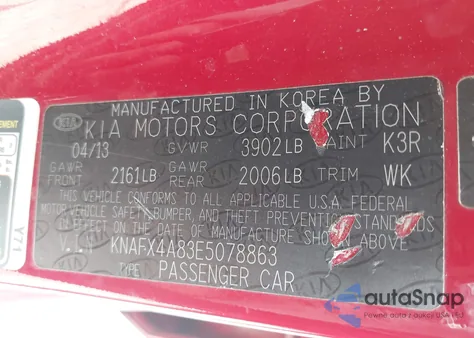 MANUFACTURED IN KOREA BY
KIA KIA MOTORS CORPORATION
04/13 GVWR 3902 LB PAINT K3R
GAWR FRONT 2161 LB GAWR REAR 2006 LB TRIM WK
THIS VEHICLE CONFORMS TO ALL APPLICABLE U.S.A. FEDERAL
MOTOR VEHICLE SAFETY, BUMPER, AND THEFT PREVENTION STANDARDS
IN EFFECT ON THE DATE OF MANUFACTURE SHOWN ABOVE
V.I.N KNAFX4A83E5078863
TYPE PASSENGER CAR
Y71
autoSnap